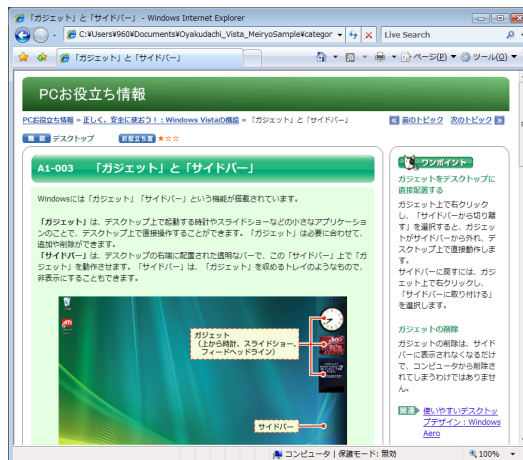 「ガジェット」と「サイドバー」 - Windows Internet Explorer
C:¥Users¥960¥Documents¥Oyakudachi_Vista_MeiryoSample¥categor
Live Search
「ガジェット」と「サイドバー」
ページ(P)
ツール(O)
PCお役立ち情報
PCお役立ち情報 » 正しく、安全に使おう!:Windows Vistaの機能 » 「ガジェット」と「サイドバー」
前のトピック 次のトピック
機 能 デスクトップ お役立ち度 ★☆☆
A1-003 「ガジェット」と「サイドバー」
Windowsには「ガジェット」「サイドバー」という機能が搭載されています。
「ガジェット」は、デスクトップ上で起動する時計やスライドショーなどの小さなアプリケーショ
ンのことで、デスクトップ上で直接操作することができます。「ガジェット」は必要に合わせて、
追加や削除ができます。
「サイドバー」は、デスクトップの右端に配置された透明なバーで、この「サイドバー」上で「ガ
ジェット」を動作させます。「サイドバー」は、「ガジェット」を収めるトレイのようなもので、
非表示にすることもできます。
ガジェット
(上から時計、スライドショー、
フィードヘッドライン)
サイドバー
ワンポイント
ガジェットをデスクトップに
直接配置する
ガジェット上で右クリック
し、「サイドバーから切り離
す」を選択すると、ガジェッ
トがサイドバーから外れ、デ
スクトップ上で直接動作しま
す。
サイドバーに戻すには、ガジ
ェット上で右クリックし、
「サイドバーに取り付ける」
を選択します。
ガジェットの削除
ガジェットの削除は、サイド
バーに表示されなくなるだけ
で、コンピュータから削除さ
れてしまうわけではありませ
ん。
関連 使いやすいデスクトッ
プデザイン:Windows
Aero
コンピュータ | 保護モード: 無効
100%